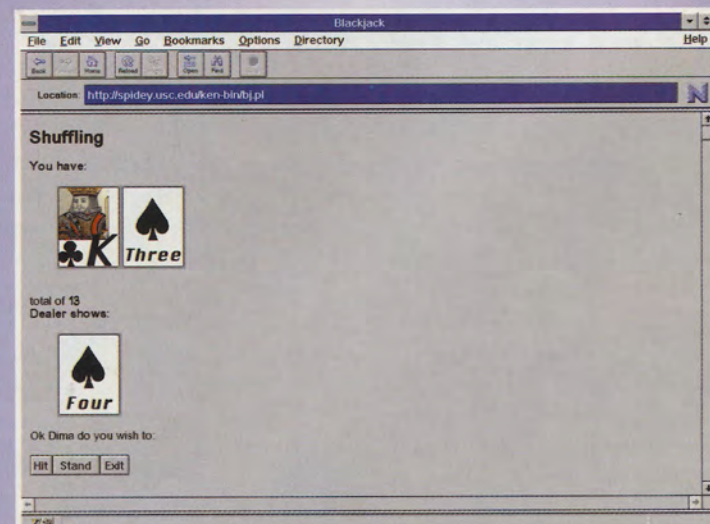 Blackjack
File Edit View Go Bookmarks Options Directory Help
Back Home Reload Open Find
Location: http://spidey.usc.edu/ken-bin/bj.pl
N
Shuffling
You have:
K Three
total of 13
Dealer shows:
Four
Ok Dima do you wish to:
Hit Stand Exit